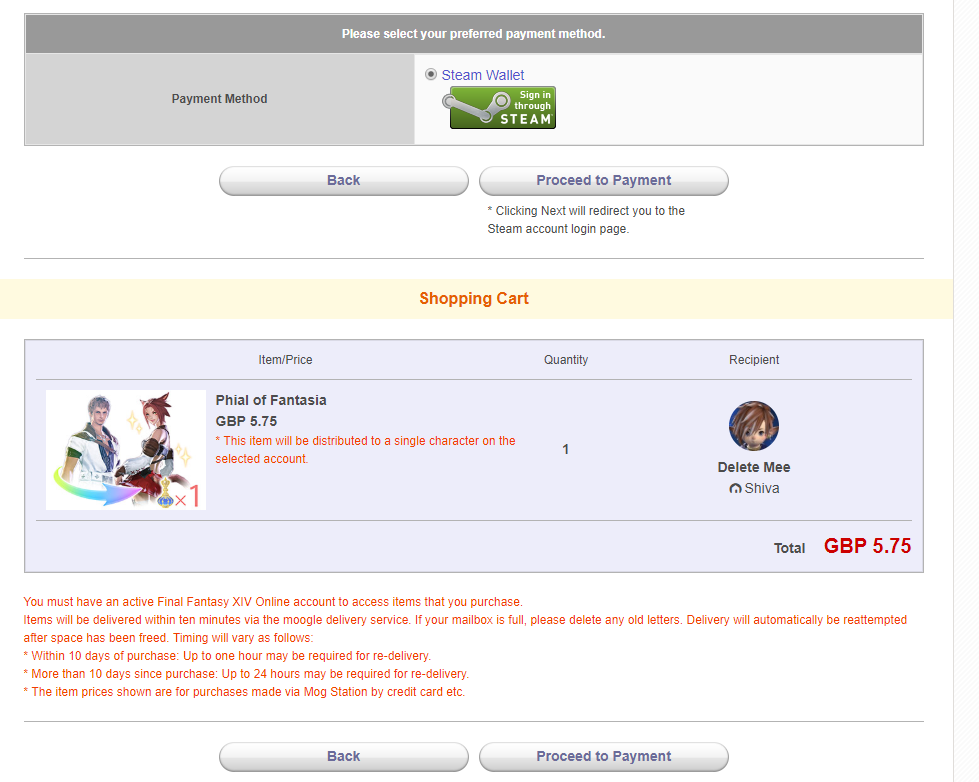 Please select your preferred payment method.
Payment Method
Steam Wallet
Sign in
through
STEAM
Back
Proceed to Payment
* Clicking Next will redirect you to the
Steam account login page.
Shopping Cart
Item/Price
Quantity
Recipient
Phial of Fantasia
GBP 5.75
* This item will be distributed to a single character on the
selected account.
×1
1
Delete Mee
Shiva
Total GBP 5.75
You must have an active Final Fantasy XIV Online account to access items that you purchase.
Items will be delivered within ten minutes via the moogle delivery service. If your mailbox is full, please delete any old letters. Delivery will automatically be reattempted
after space has been freed. Timing will vary as follows:
* Within 10 days of purchase: Up to one hour may be required for re-delivery.
* More than 10 days since purchase: Up to 24 hours may be required for re-delivery.
* The item prices shown are for purchases made via Mog Station by credit card etc.
Back
Proceed to Payment